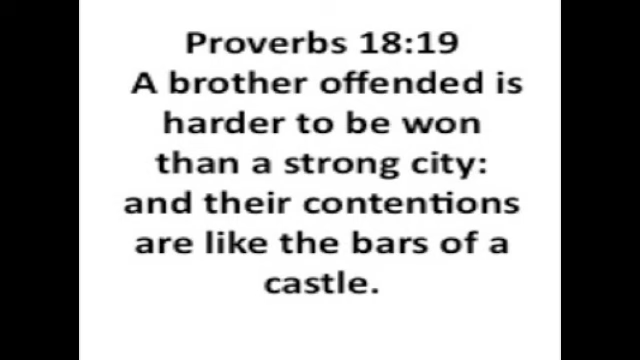 Proverbs 18:19
A brother offended is
harder to be won
than a strong city:
and their contentions
are like the bars of a
castle.